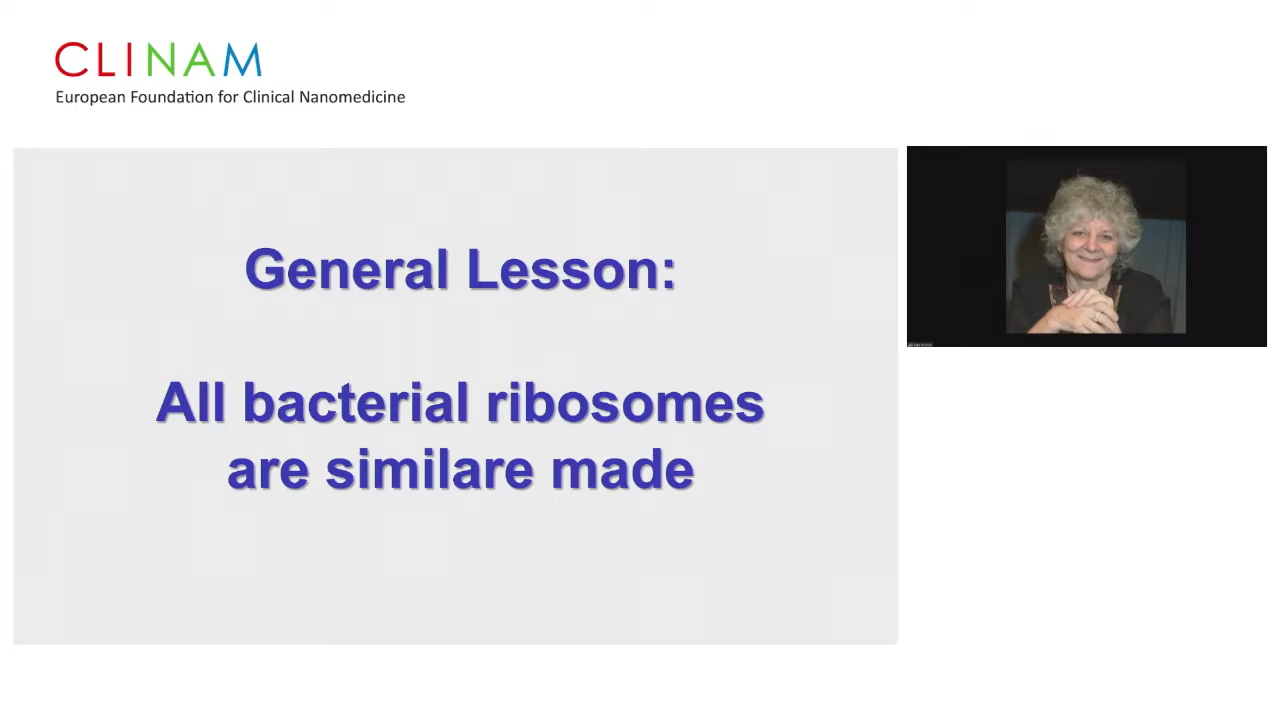 CLINAM
European Foundation for Clinical Nanomedicine
General Lesson:
All bacterial ribosomes
are similare made